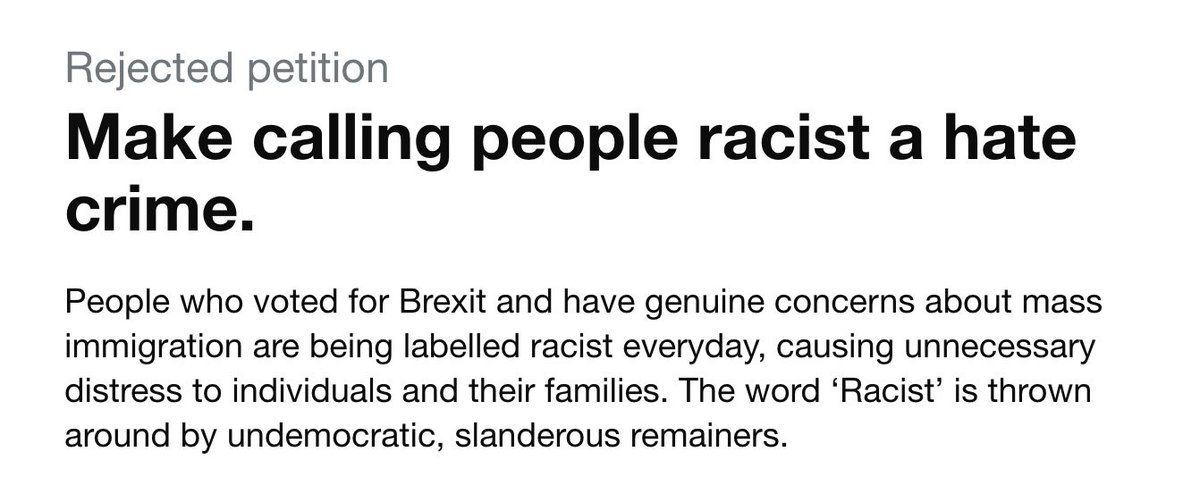 Rejected petition
Make calling people racist a hate
crime.
People who voted for Brexit and have genuine concerns about mass
immigration are being labelled racist everyday, causing unnecessary
distress to individuals and their families. The word ‘Racist’ is thrown
around by undemocratic, slanderous remainers.